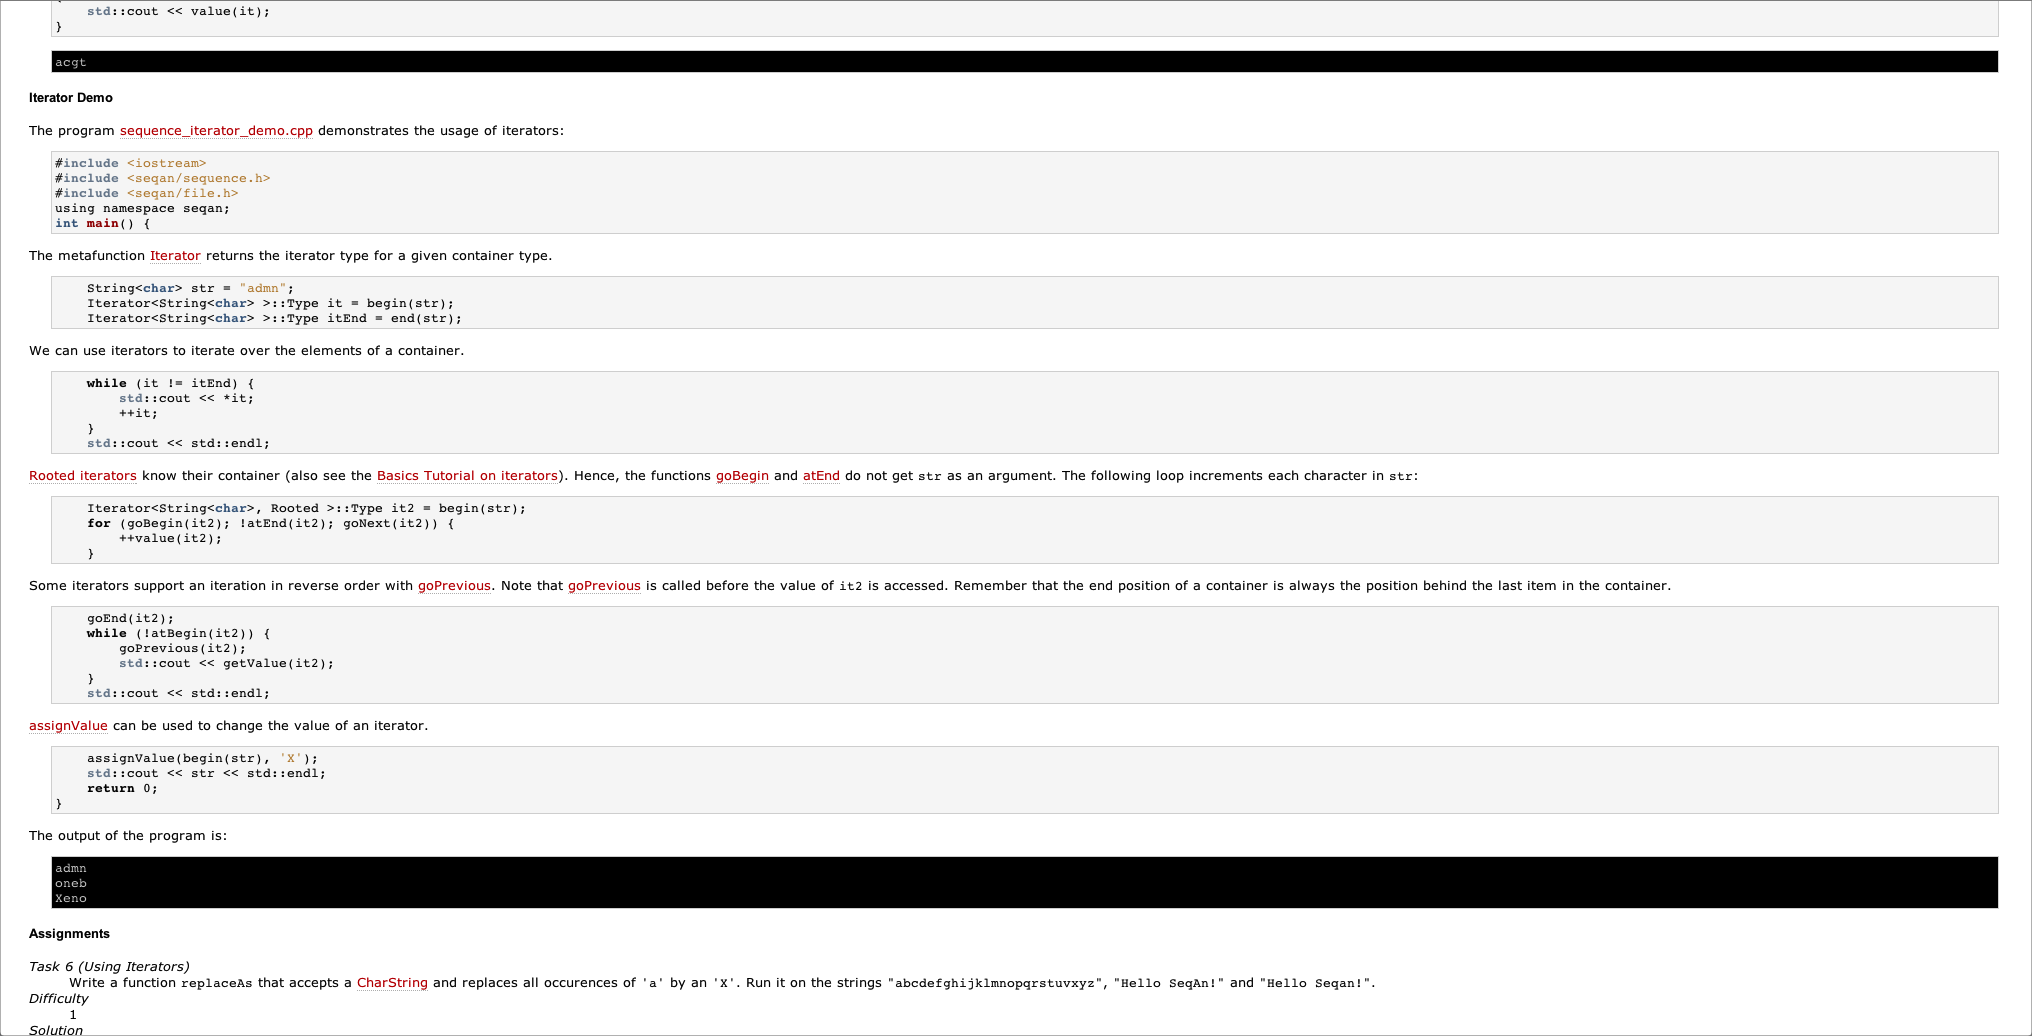 std::cout << value(it);
}
acgt
Iterator Demo
The program sequence_iterator_demo.cpp demonstrates the usage of iterators:
#include <iostream>
#include <seqan/sequence.h>
#include <seqan/file.h>
using namespace seqan;
int main() {
The metafunction Iterator returns the iterator type for a given container type.
String<char> str = "admn";
Iterator<String<char> >::Type it = begin(str);
Iterator<String<char> >::Type itEnd = end(str);
We can use iterators to iterate over the elements of a container.
while (it != itEnd) {
std::cout << *it;
++it;
}
std::cout << std::endl;
Rooted iterators know their container (also see the Basics Tutorial on iterators). Hence, the functions goBegin and atEnd do not get str as an argument. The following loop increments each character in str:
Iterator<String<char>, Rooted >::Type it2 = begin(str);
for (goBegin(it2); !atEnd(it2); goNext(it2)) {
++value(it2);
}
Some iterators support an iteration in reverse order with goPrevious. Note that goPrevious is called before the value of it2 is accessed. Remember that the end position of a container is always the position behind the last item in the container.
goEnd(it2);
while (!atBegin(it2)) {
goPrevious(it2);
std::cout << getValue(it2);
}
std::cout << std::endl;
assignValue can be used to change the value of an iterator.
assignValue(begin(str), 'X');
std::cout << str << std::endl;
return 0;
}
The output of the program is:
admn
oneb
Xeno
Assignments
Task 6 (Using Iterators)
Write a function replaceAs that accepts a CharString and replaces all occurences of 'a' by an 'X'. Run it on the strings "abcdefghijklmnopqrstuvxyz", "Hello SeqAn!" and "Hello Seqan!".
Difficulty
1
Solution